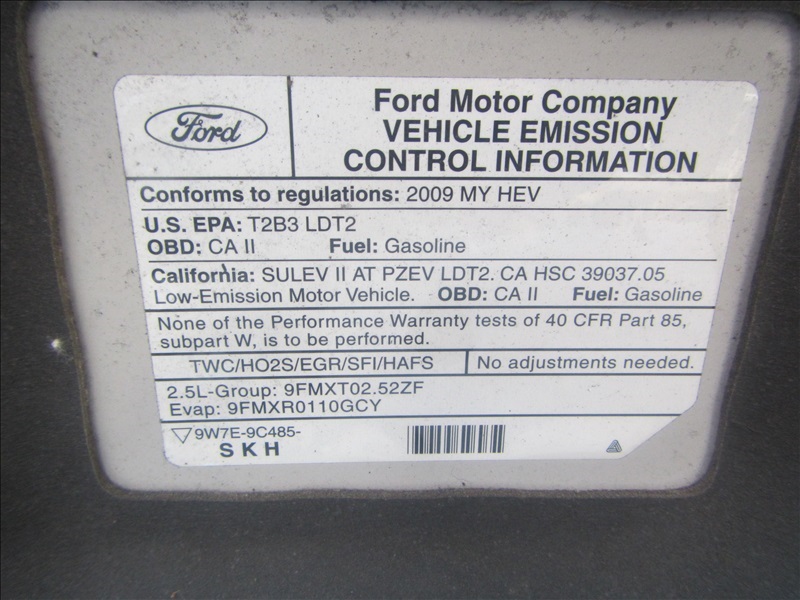 Ford
Ford Motor Company
VEHICLE EMISSION
CONTROL INFORMATION
Conforms to regulations: 2009 MY HEV
U.S. EPA: T2B3 LDT2
OBD: CA II Fuel: Gasoline
California: SULEV II AT PZEV LDT2. CA HSC 39037.05
Low-Emission Motor Vehicle. OBD: CA II Fuel: Gasoline
None of the Performance Warranty tests of 40 CFR Part 85,
subpart W, is to be performed.
TWC/HO2S/EGR/SFI/HAFS No adjustments needed.
2.5L-Group: 9FMXT02.52ZF
Evap: 9FMXR0110GCY
9W7E-9C485-
SKH